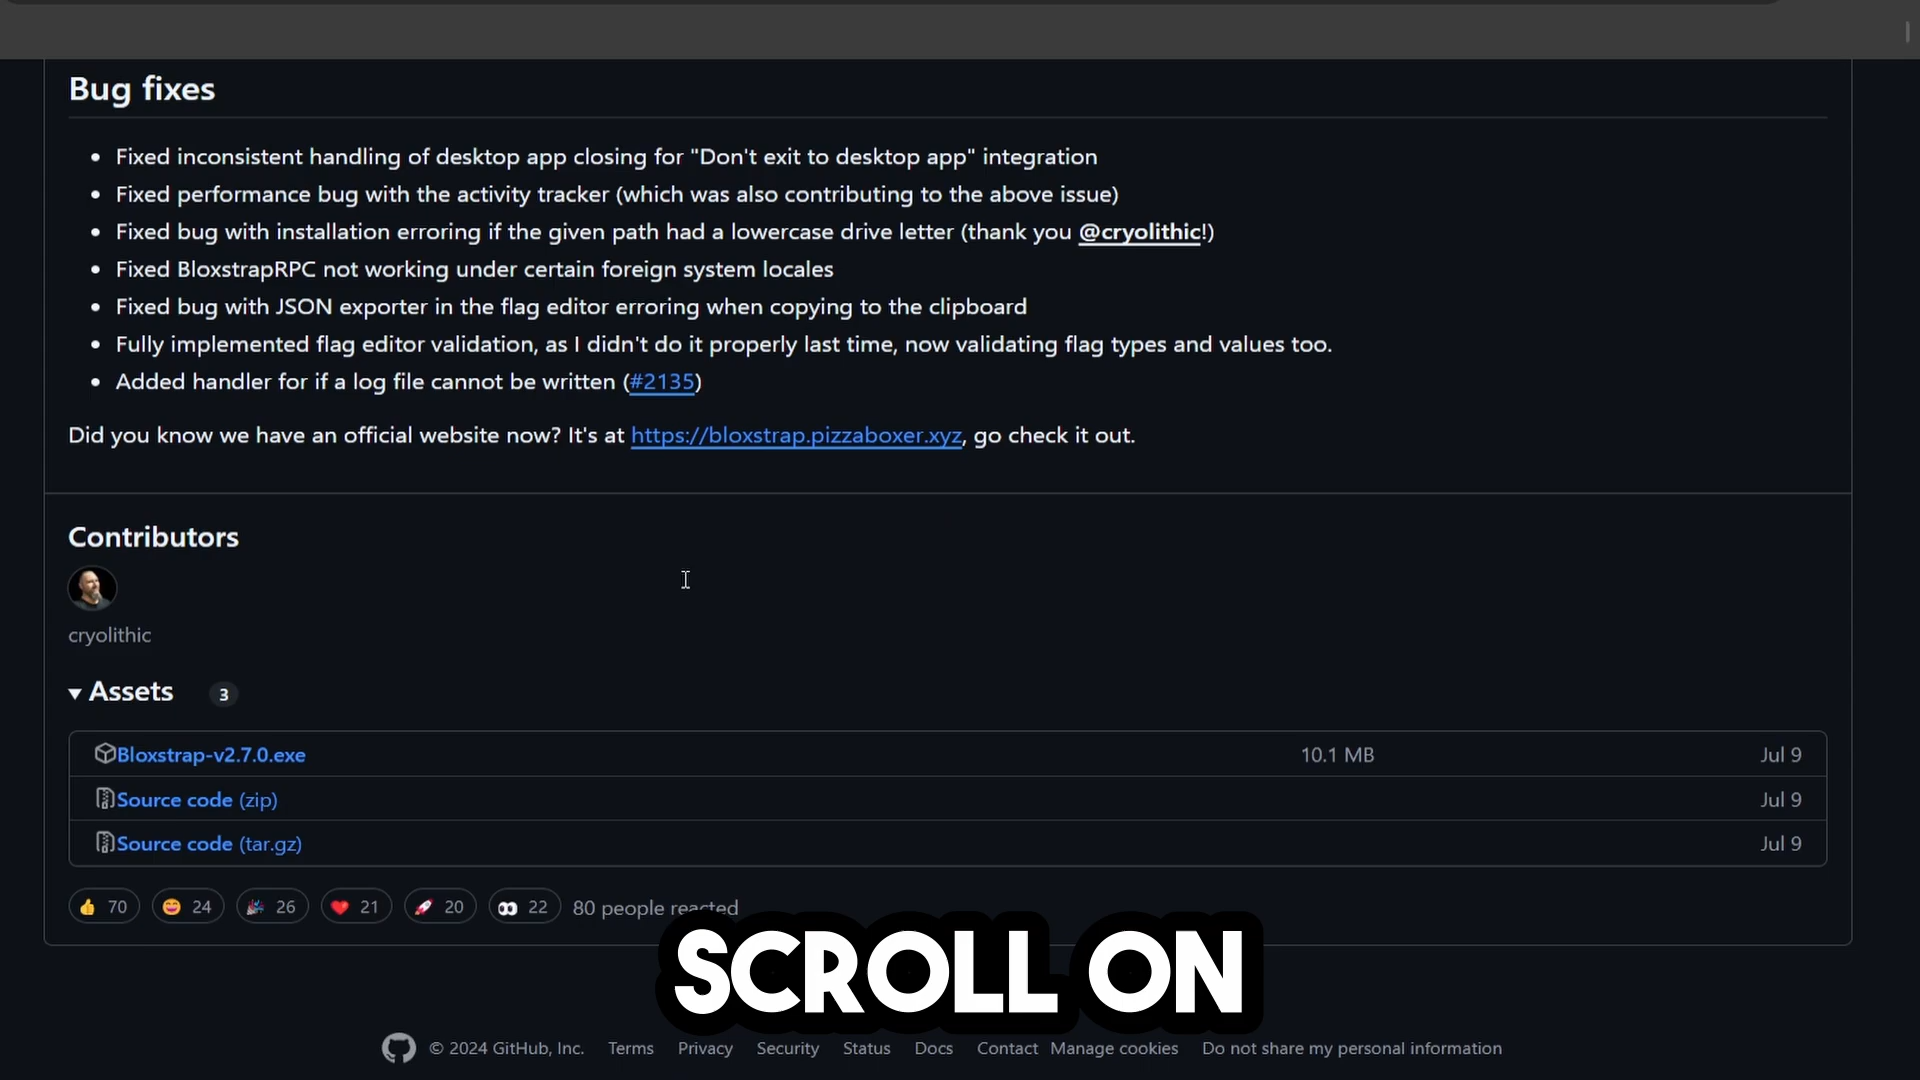 Bug fixes
Fixed inconsistent handling of desktop app closing for "Don't exit to desktop app" integration
Fixed performance bug with the activity tracker (which was also contributing to the above issue)
Fixed bug with installation erroring if the given path had a lowercase drive letter (thank you @cryolithic!)
Fixed BloxstrapRPC not working under certain foreign system locales
Fixed bug with JSON exporter in the flag editor erroring when copying to the clipboard
Fully implemented flag editor validation, as I didn't do it properly last time, now validating flag types and values too.
Added handler for if a log file cannot be written (#2135)
Did you know we have an official website now? It's at https://bloxstrap.pizzaboxer.xyz, go check it out.
Contributors
cryolithic
Assets 3
Bloxstrap-v2.7.0.exe 10.1 MB Jul 9
Source code (zip) Jul 9
Source code (tar.gz) Jul 9
70 24 26 21 20 22 80 people reacted
SCROLL ON
© 2024 GitHub, Inc. Terms Privacy Security Status Docs Contact Manage cookies Do not share my personal information